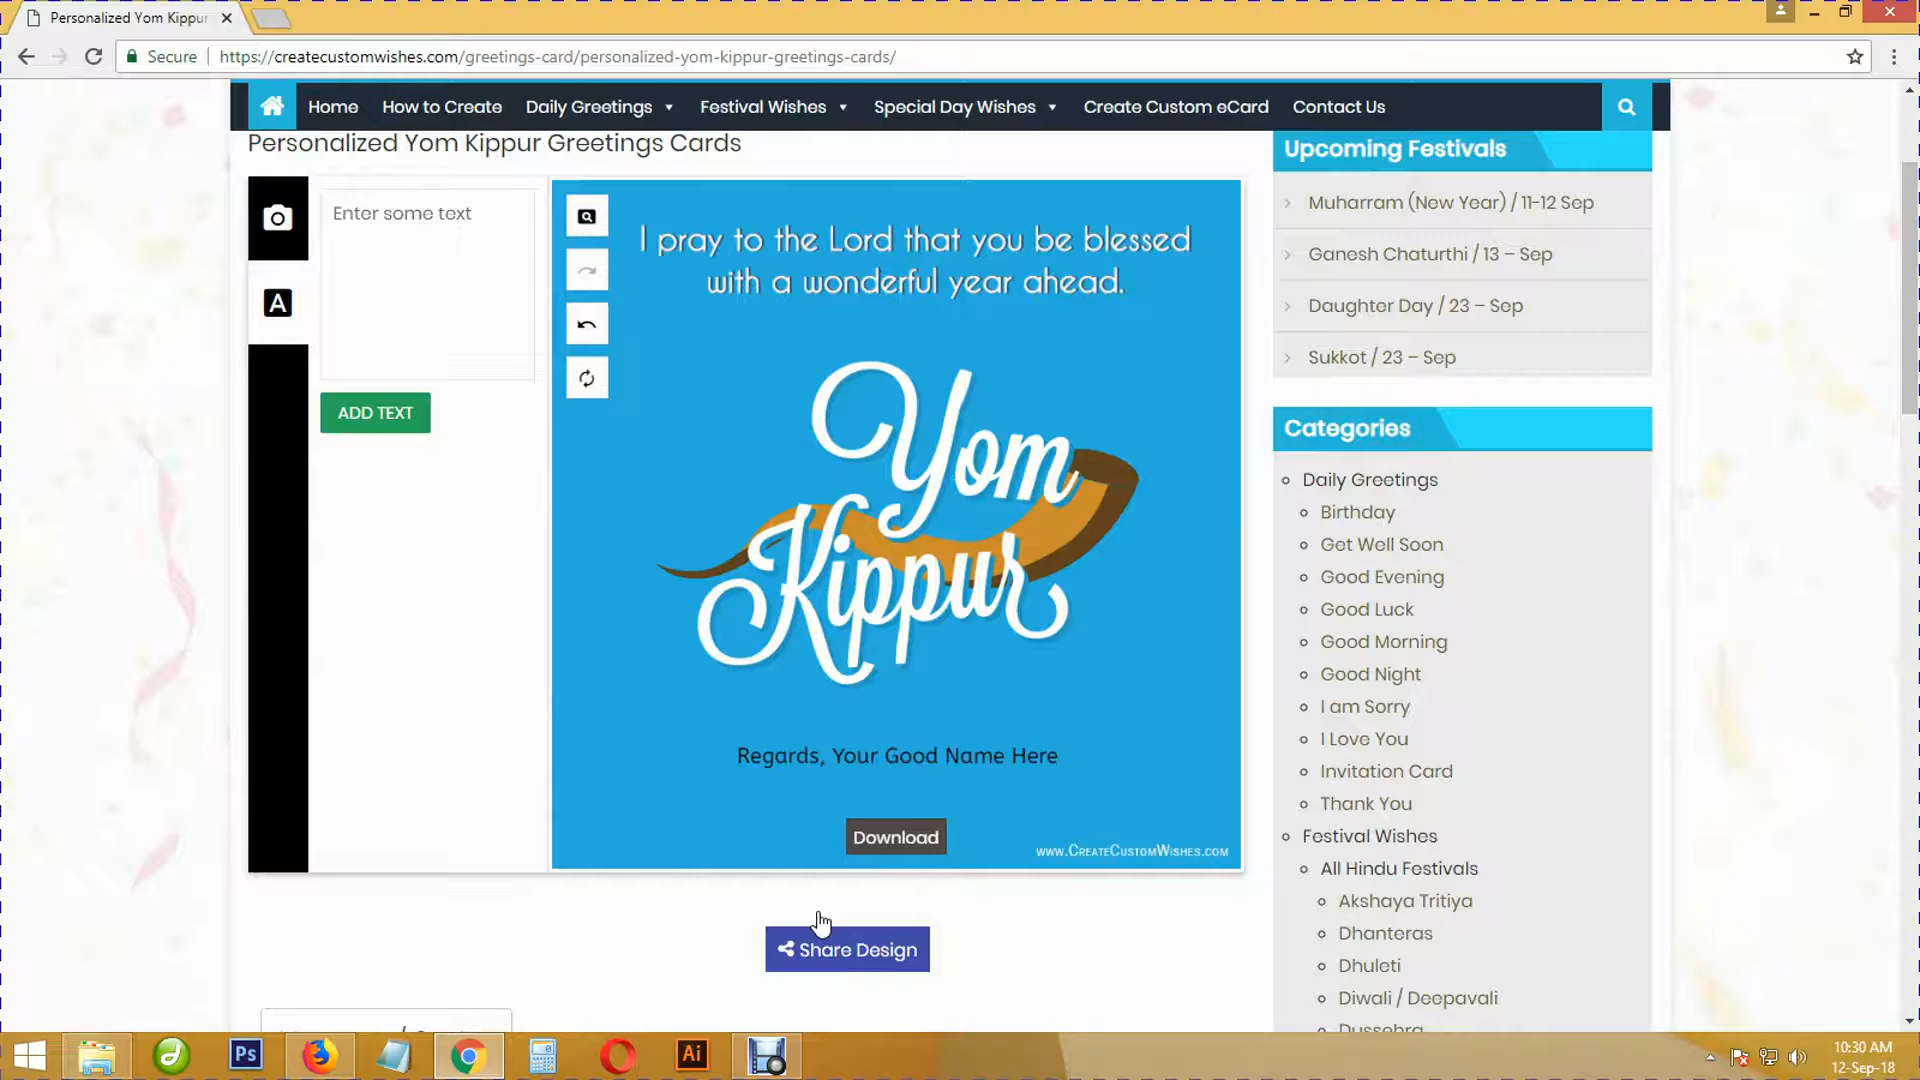 Personalized Yom Kippur
Secure
https://createcustomwishes.com/greetings-card/personalized-yom-kippur-greetings-cards/
Home How to Create Daily Greetings Festival Wishes Special Day Wishes Create Custom eCard Contact Us
Personalized Yom Kippur Greetings Cards
Enter some text
A
ADD TEXT
I pray to the Lord that you be blessed
with a wonderful year ahead.
Yom
Kippur
Regards, Your Good Name Here
Download
www.CreateCustomWishes.com
Share Design
Upcoming Festivals
Muharram (New Year) / 11-12 Sep
Ganesh Chaturthi / 13 – Sep
Daughter Day / 23 – Sep
Sukkot / 23 – Sep
Categories
Daily Greetings
Birthday
Get Well Soon
Good Evening
Good Luck
Good Morning
Good Night
I am Sorry
I Love You
Invitation Card
Thank You
Festival Wishes
All Hindu Festivals
Akshaya Tritiya
Dhanteras
Dhuleti
Diwali / Deepavali
Dussehra
Ps
Ai
10:30 AM
12-Sep-18